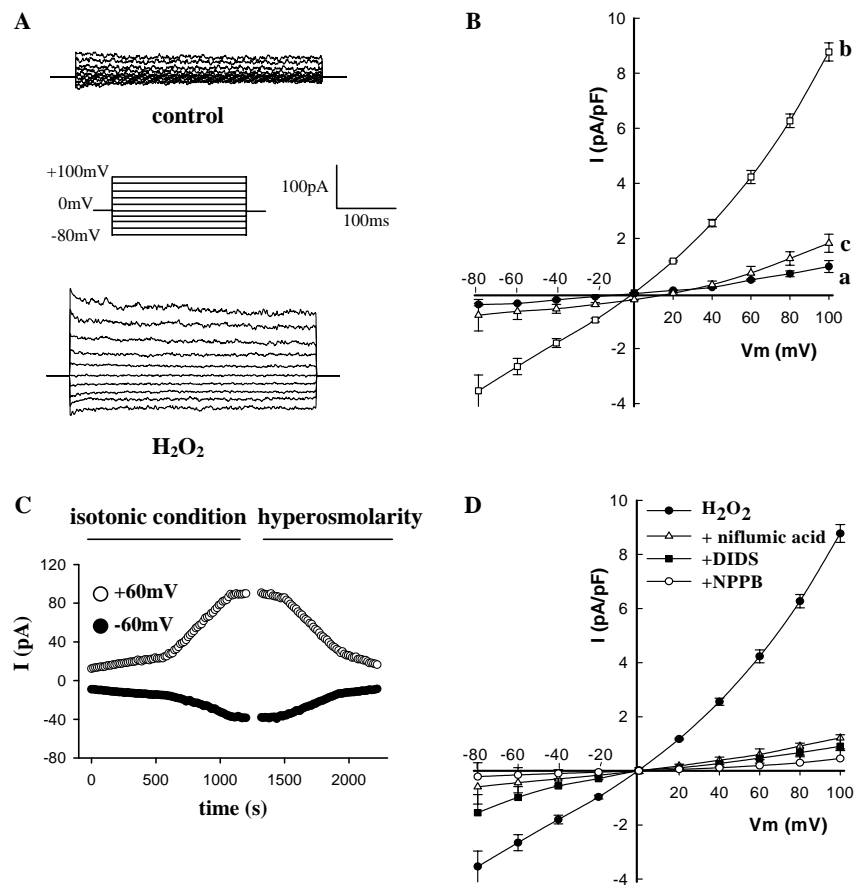 A
control
+100mV
0mV
-80mV
100pA
100ms
H2O2
B
I (pA/pF)
10
8
6
4
2
-2
-4
-80 -60 -40 -20
20 40 60 80 100
Vm (mV)
b
c
a
C
isotonic condition hyperosmolarity
+60mV
-60mV
I (pA)
120
80
40
0
-40
-80
0 500 1000 1500 2000
time (s)
D
H2O2
+ niflumic acid
+DIDS
+NPPB
I (pA/pF)
10
8
6
4
2
-2
-4
-80 -60 -40 -20
20 40 60 80 100
Vm (mV)